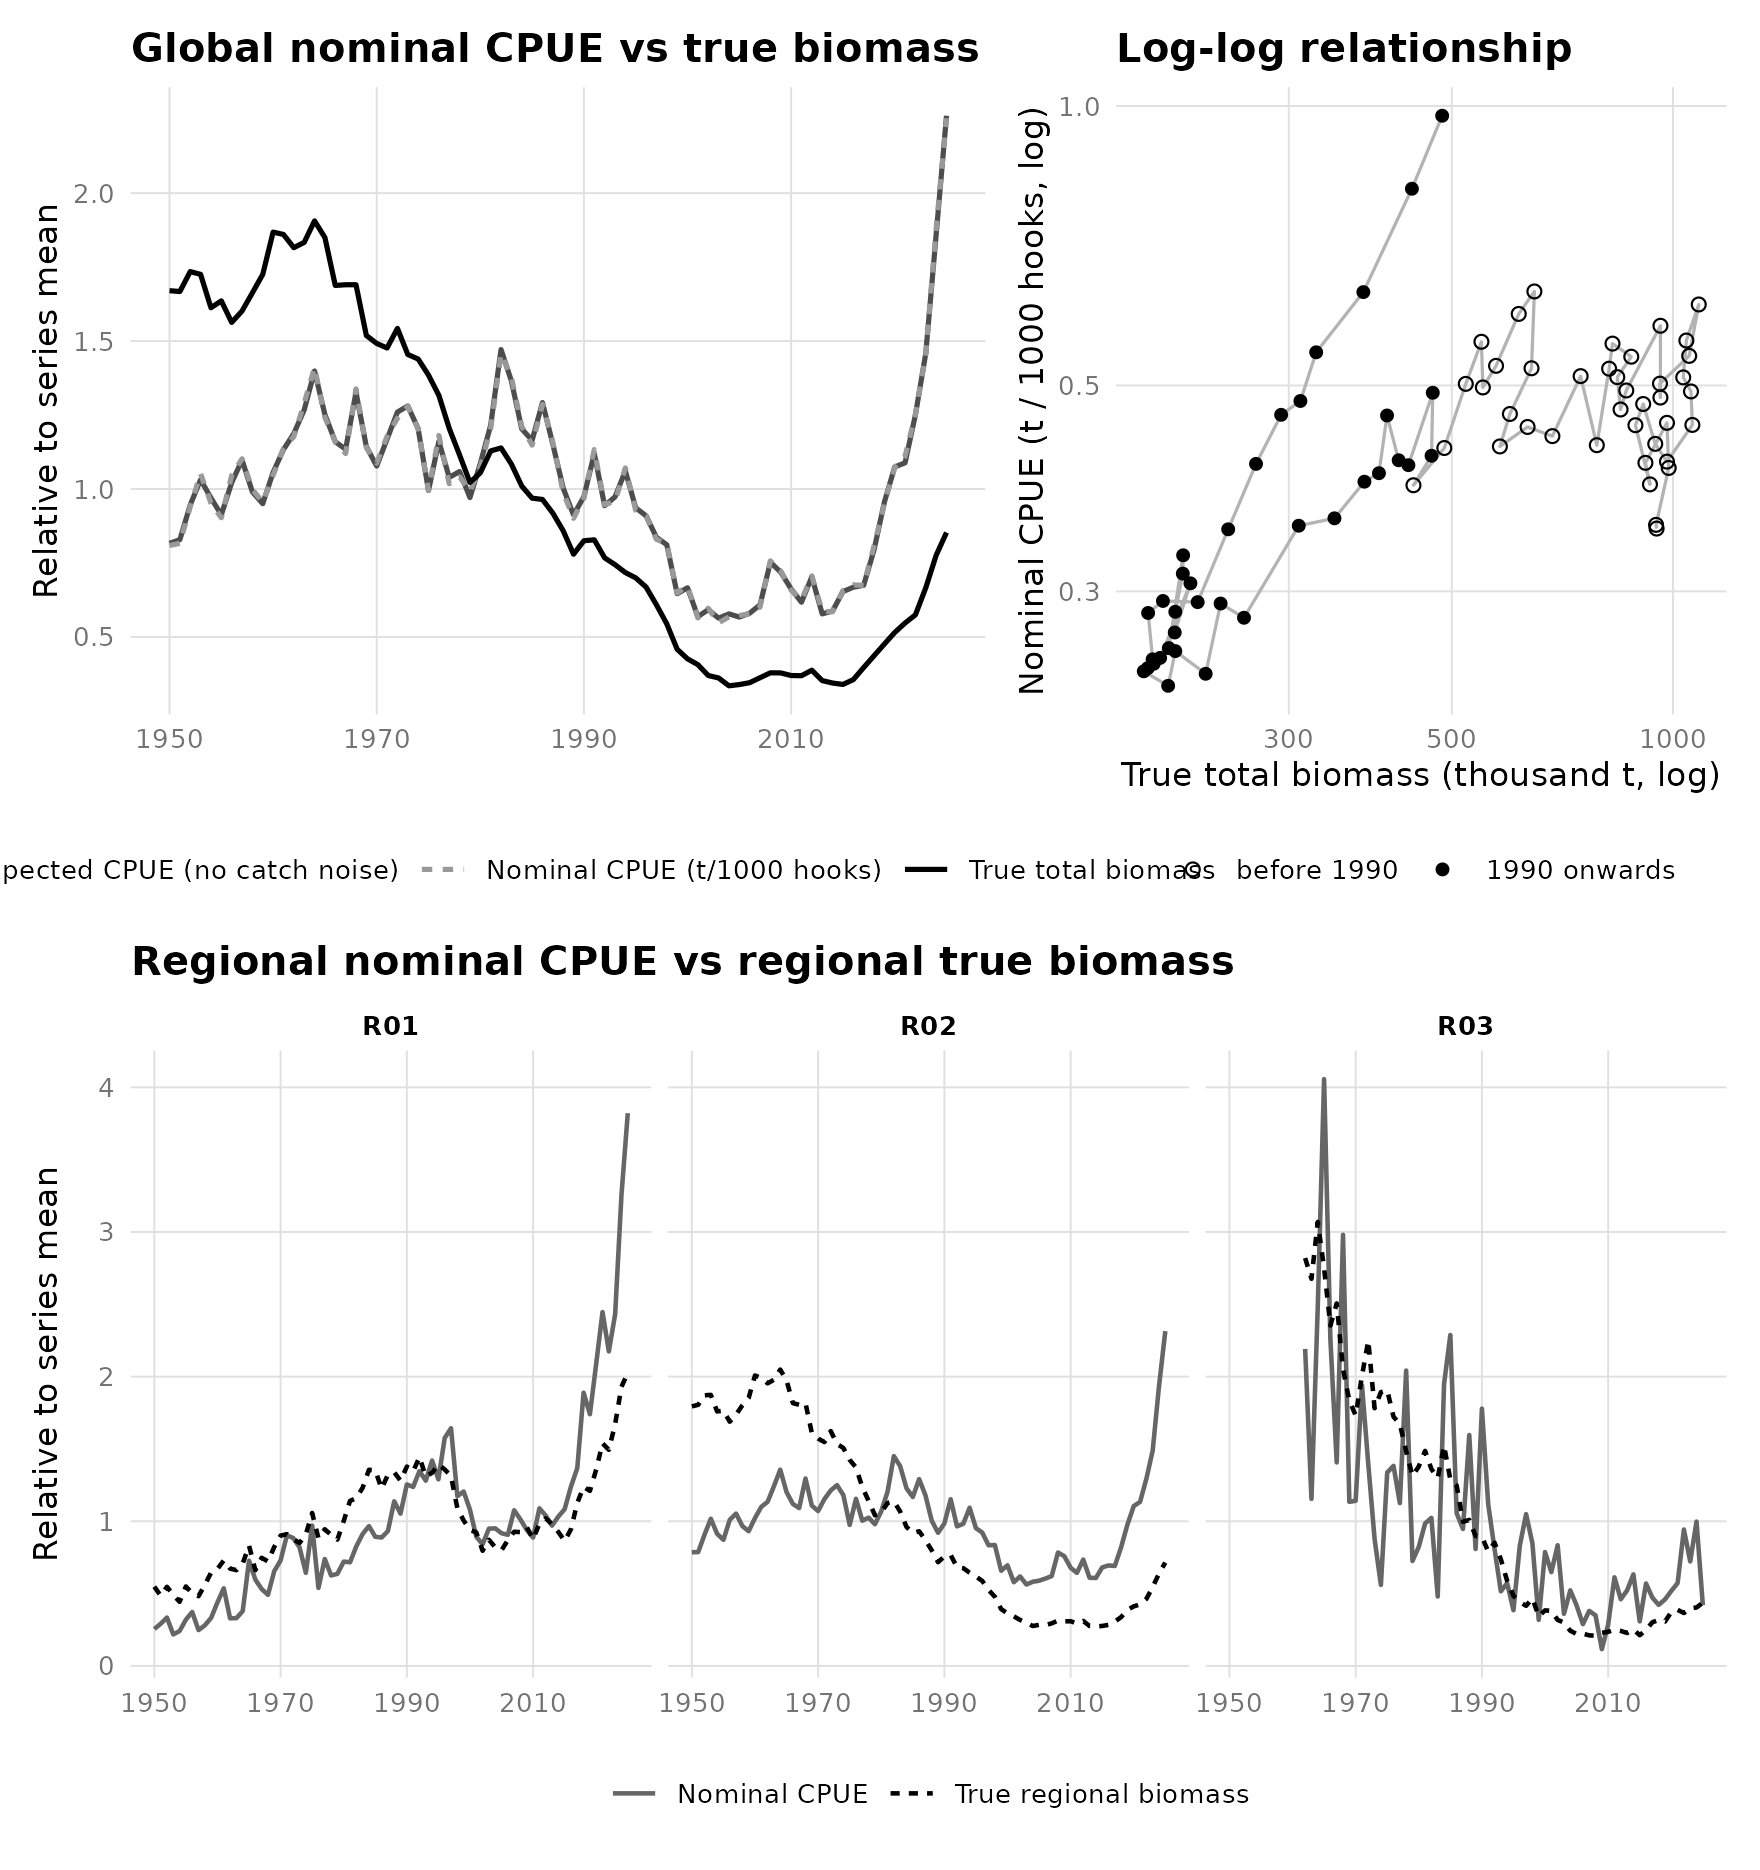 Global nominal CPUE vs true biomass
Relative to series mean
2.0
1.5
1.0
0.5
1950 1970 1990 2010
Log-log relationship
Nominal CPUE (t / 1000 hooks, log)
1.0
0.5
0.3
300 500 1000
True total biomass (thousand t, log)
pected CPUE (no catch noise) Nominal CPUE (t/1000 hooks) True total biomass
before 1990 1990 onwards
Regional nominal CPUE vs regional true biomass
R01 R02 R03
Relative to series mean
4
3
2
1
0
1950 1970 1990 2010 1950 1970 1990 2010 1950 1970 1990 2010
Nominal CPUE True regional biomass